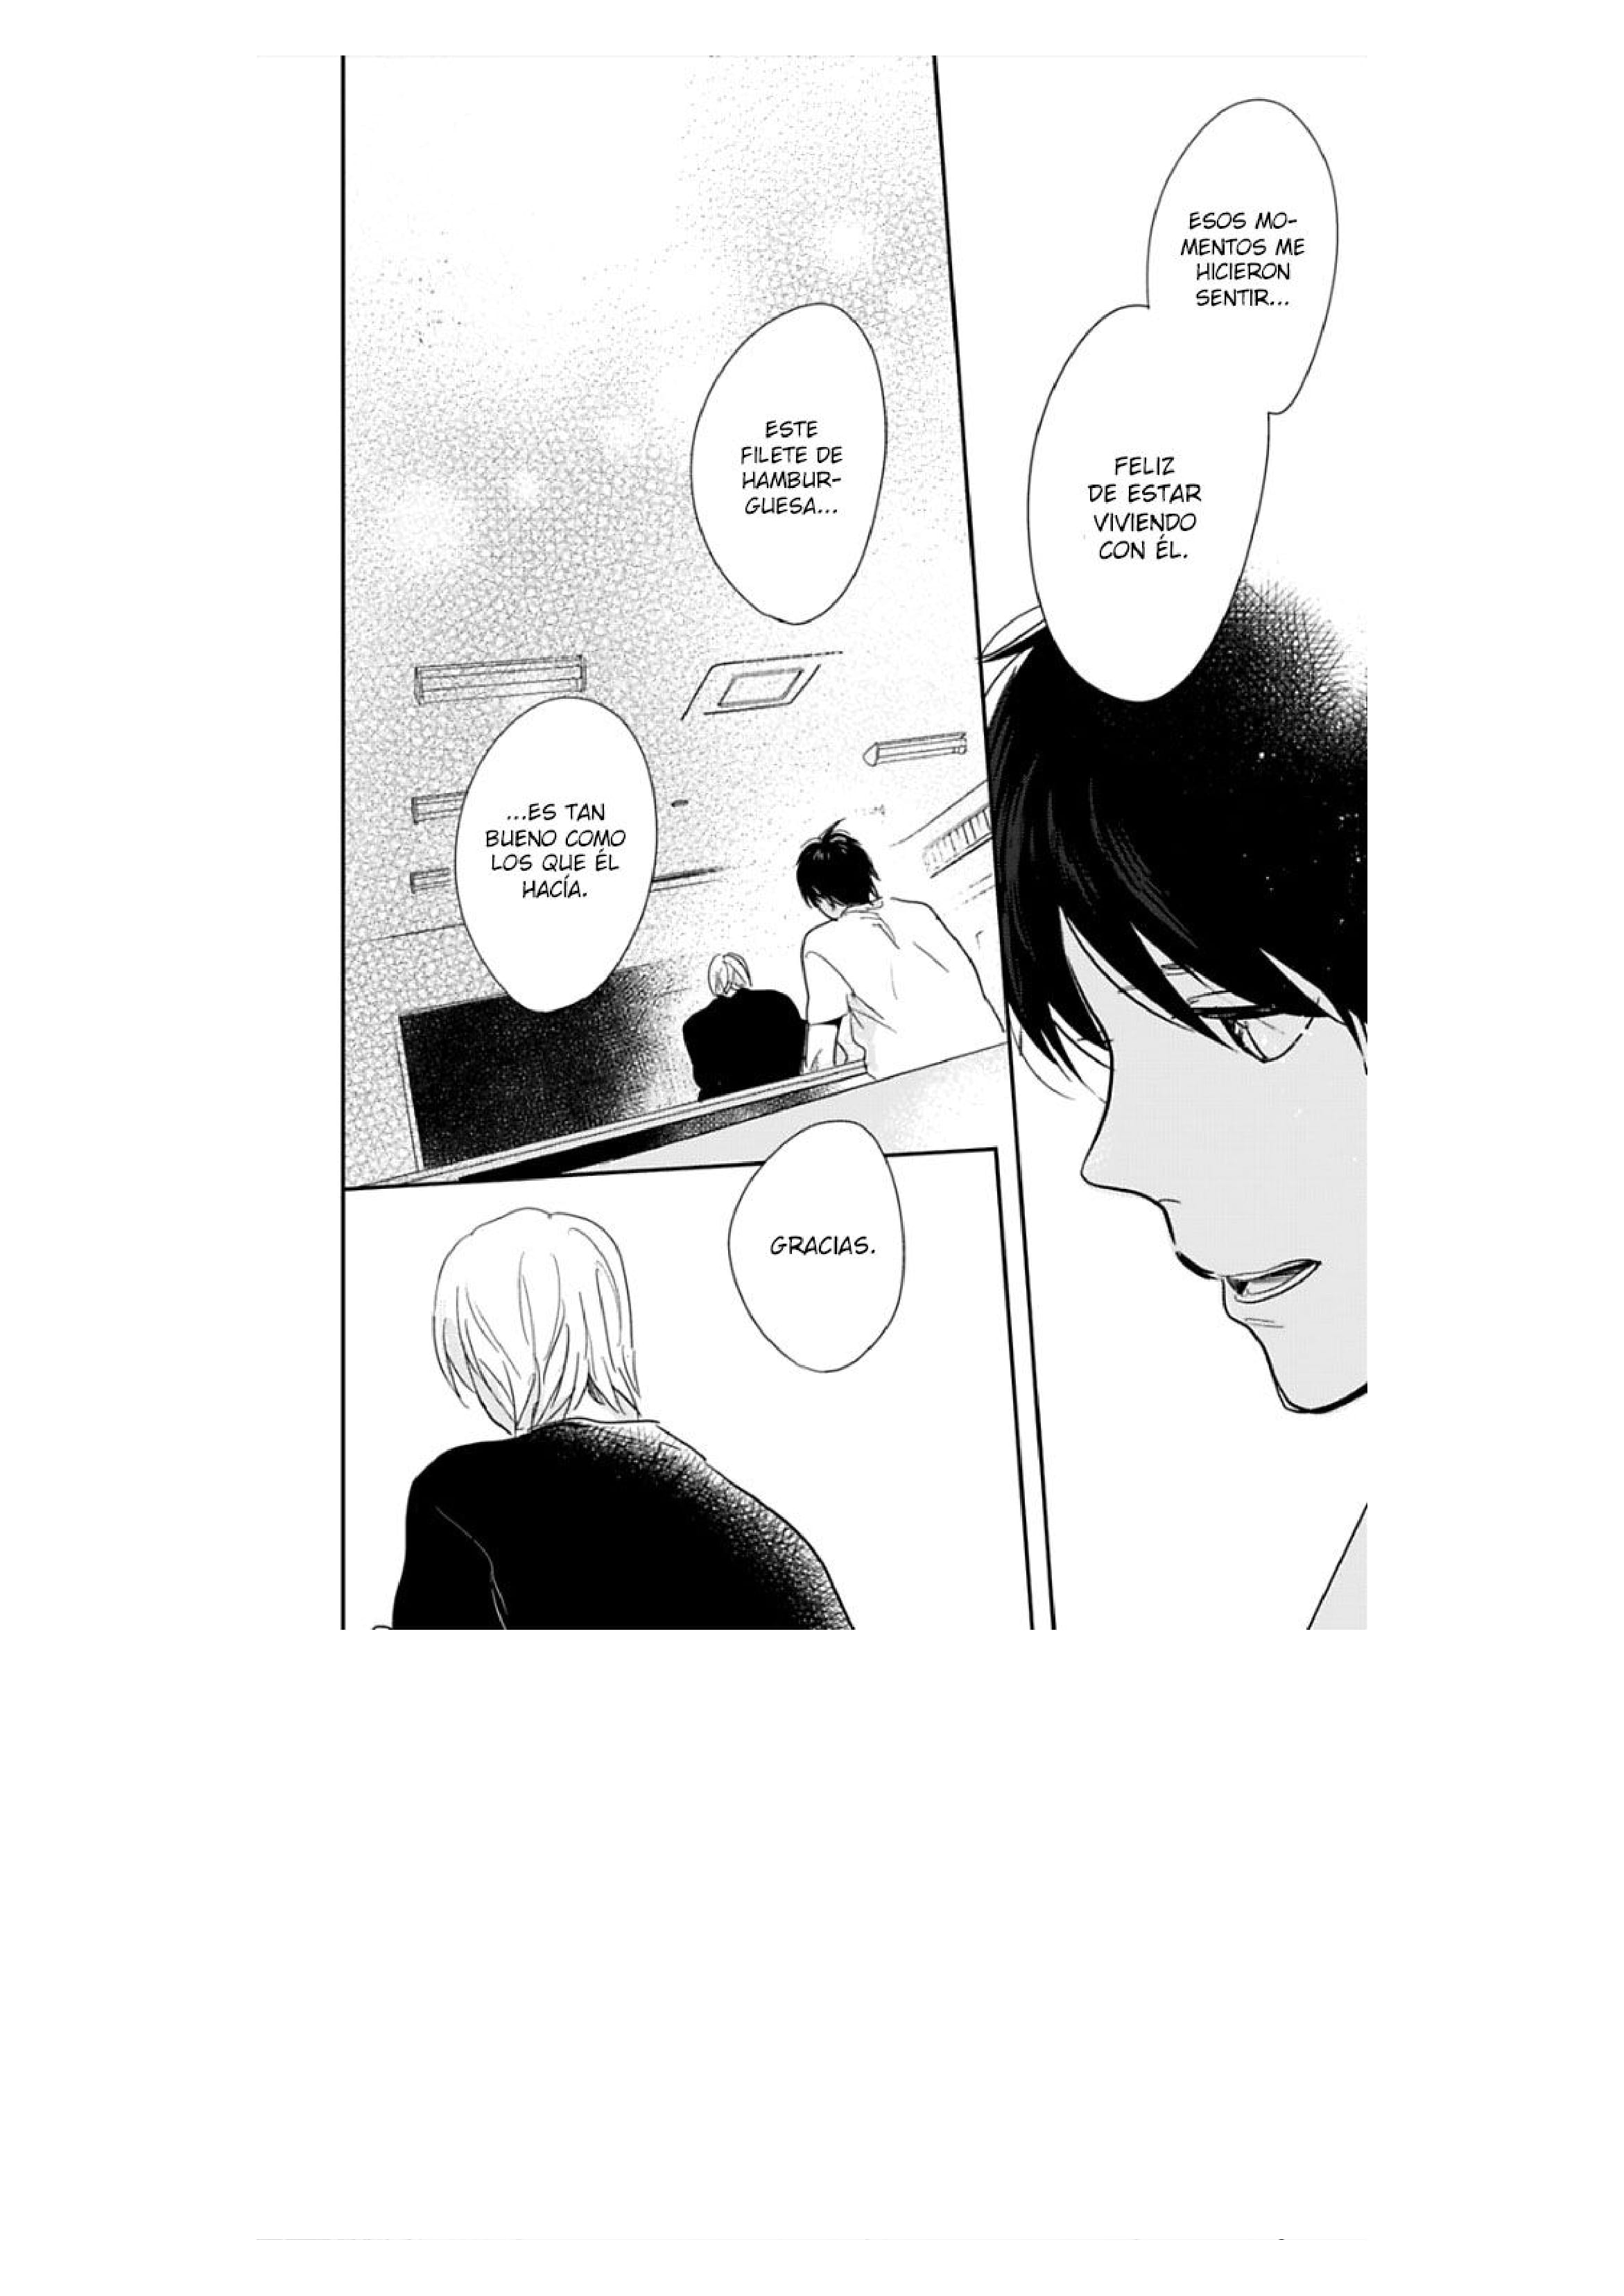 ESOS MO-
MENTOS ME
HICIERON
SENTIR...
FELIZ
DE ESTAR
VIVIENDO
CON ÉL.
ESTE
FILETE DE
HAMBUR-
GUESA...
...ES TAN
BUENO COMO
LOS QUE ÉL
HACÍA.
GRACIAS.